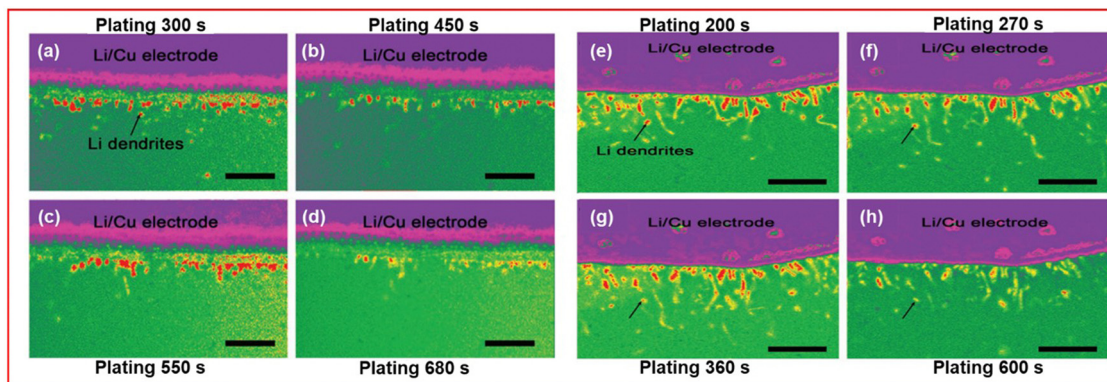 Plating 300 s
Plating 450 s
(a)
Li/Cu electrode
Li dendrites
(b)
Li/Cu electrode
(c)
Li/Cu electrode
(d)
Li/Cu electrode
Plating 550 s
Plating 680 s
Plating 200 s
Plating 270 s
(e)
Li/Cu electrode
Li dendrites
(f)
Li/Cu electrode
(g)
Li/Cu electrode
(h)
Li/Cu electrode
Plating 360 s
Plating 600 s